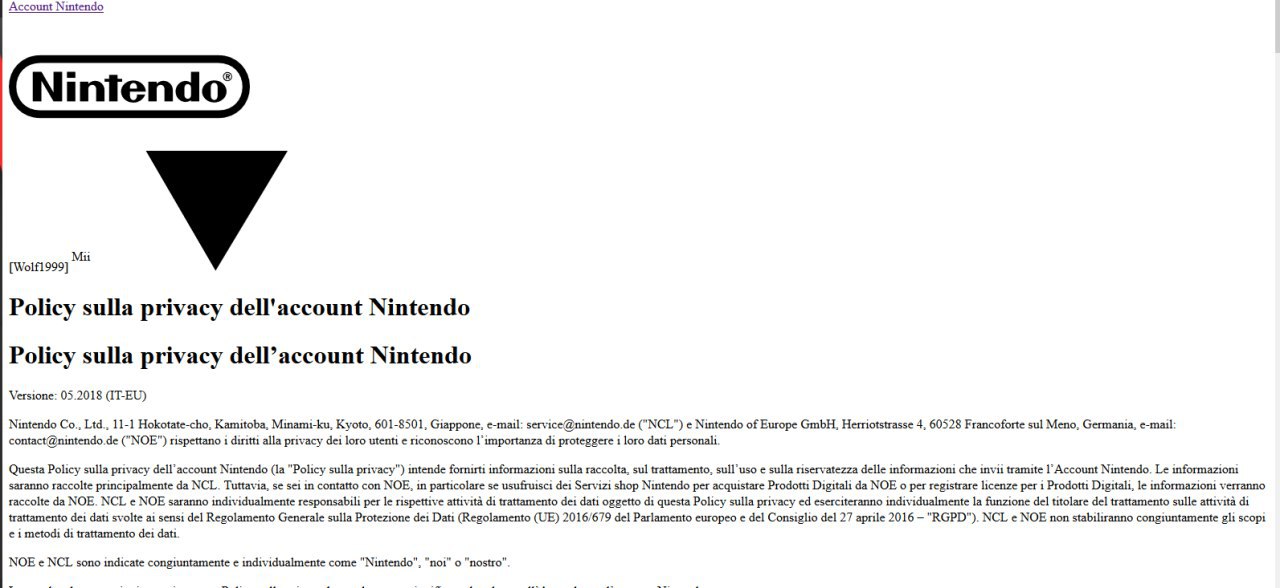 Account Nintendo
Nintendo®
Mii
[Wolf1999]
Policy sulla privacy dell'account Nintendo
Policy sulla privacy dell’account Nintendo
Versione: 05.2018 (IT-EU)
Nintendo Co., Ltd., 11-1 Hokotate-cho, Kamitoba, Minami-ku, Kyoto, 601-8501, Giappone, e-mail: service@nintendo.de ("NCL") e Nintendo of Europe GmbH, Herriotstrasse 4, 60528 Francoforte sul Meno, Germania, e-mail:
contact@nintendo.de ("NOE") rispettano i diritti alla privacy dei loro utenti e riconoscono l’importanza di proteggere i loro dati personali.
Questa Policy sulla privacy dell’account Nintendo (la "Policy sulla privacy") intende fornirti informazioni sulla raccolta, sul trattamento, sull’uso e sulla riservatezza delle informazioni che invii tramite l’Account Nintendo. Le informazioni
saranno raccolte principalmente da NCL. Tuttavia, se sei in contatto con NOE, in particolare se usufruisci dei Servizi shop Nintendo per acquistare Prodotti Digitali da NOE o per registrare licenze per i Prodotti Digitali, le informazioni verranno
raccolte da NOE. NCL e NOE saranno individualmente responsabili per le rispettive attività di trattamento dei dati oggetto di questa Policy sulla privacy ed eserciteranno individualmente la funzione del titolare del trattamento sulle attività di
trattamento dei dati svolte ai sensi del Regolamento Generale sulla Protezione dei Dati (Regolamento (UE) 2016/679 del Parlamento europeo e del Consiglio del 27 aprile 2016 – "RGPD"). NCL e NOE non stabiliranno congiuntamente gli scopi
e i metodi di trattamento dei dati.
NOE e NCL sono indicate congiuntamente e individualmente come "Nintendo", "noi" o "nostro".